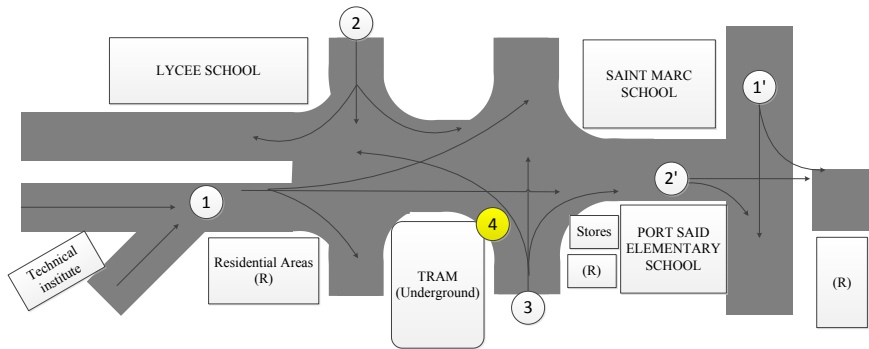 2
LYCEE SCHOOL
SAINT MARC
SCHOOL
1'
1
2'
4
Technical
institute
Residential Areas
(R)
TRAM
(Underground)
Stores
(R)
PORT SAID
ELEMENTARY
SCHOOL
3
(R)